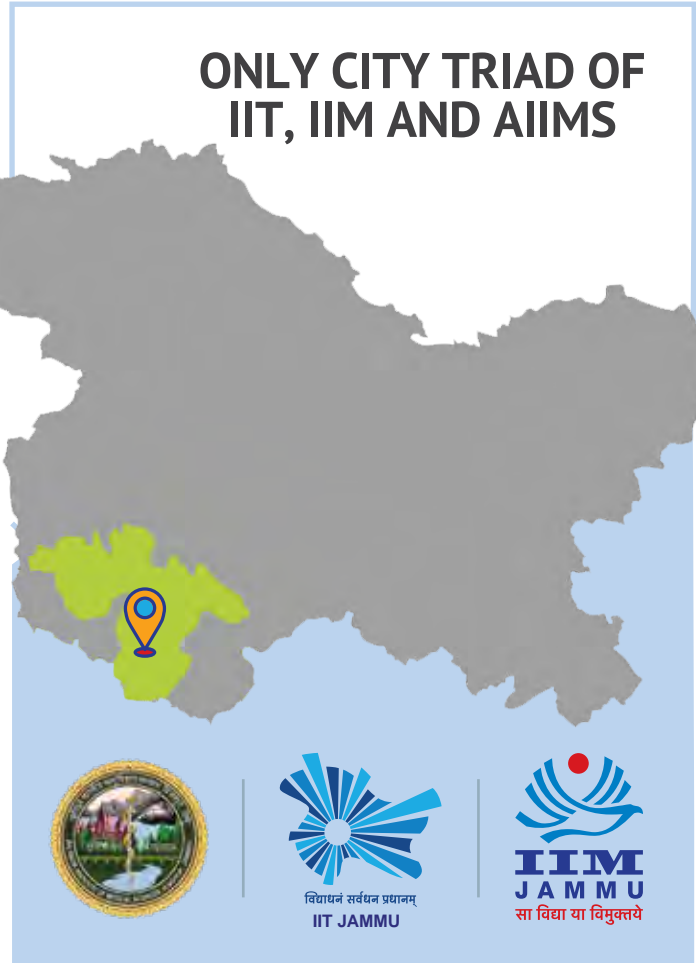 ONLY CITY TRIAD OF
IIT, IIM AND AIIMS
विद्याधनं सर्वधन प्रधानम्
IIT JAMMU
IIM
JAMMU
सा विद्या या विमुक्तये